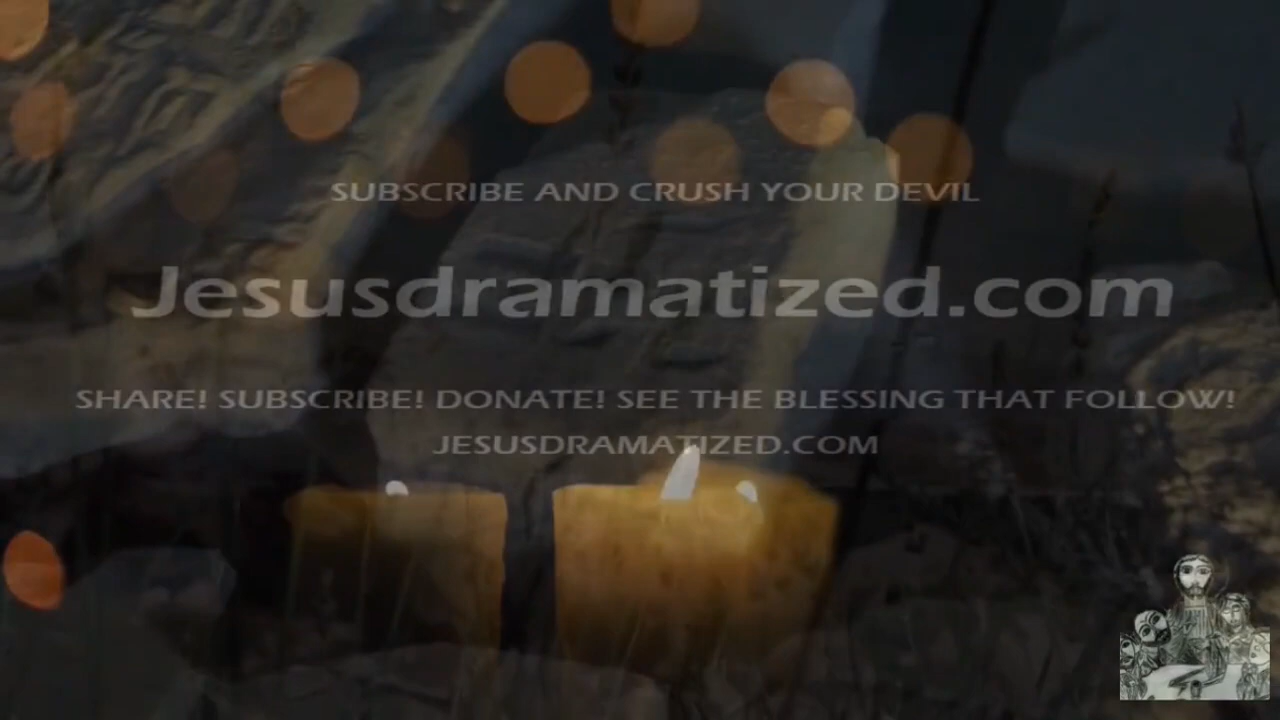 SUBSCRIBE AND CRUSH YOUR DEVIL
Jesusdramatized.com
SHARE! SUBSCRIBE! DONATE! SEE THE BLESSING THAT FOLLOW!
JESUSDRAMATIZED.COM